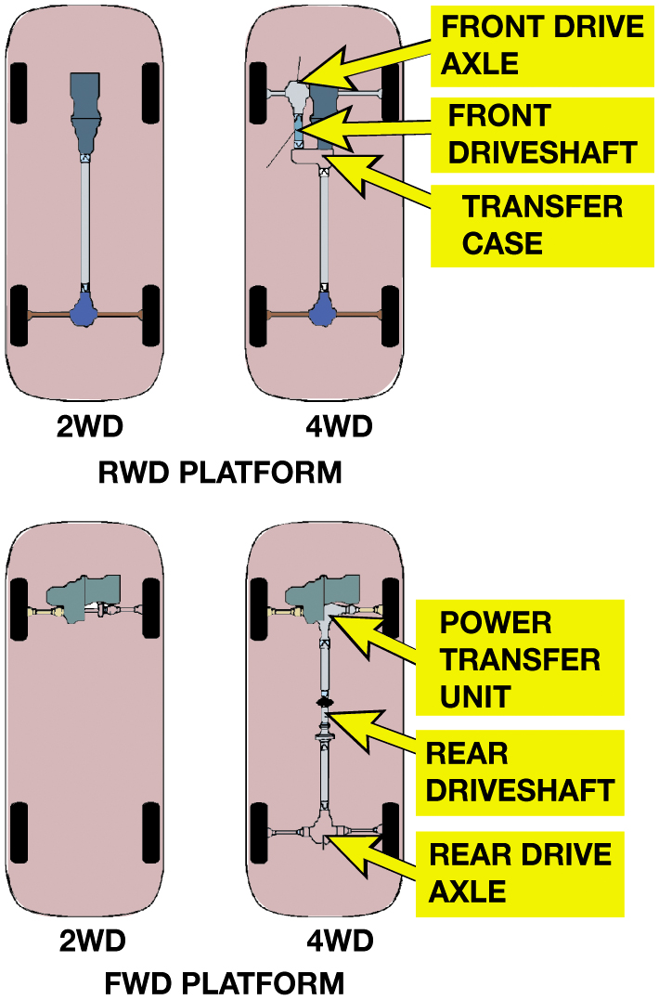 FRONT DRIVE
AXLE
FRONT
DRIVESHAFT
TRANSFER
CASE
2WD
4WD
RWD PLATFORM
POWER
TRANSFER
UNIT
REAR
DRIVESHAFT
REAR DRIVE
AXLE
2WD
4WD
FWD PLATFORM